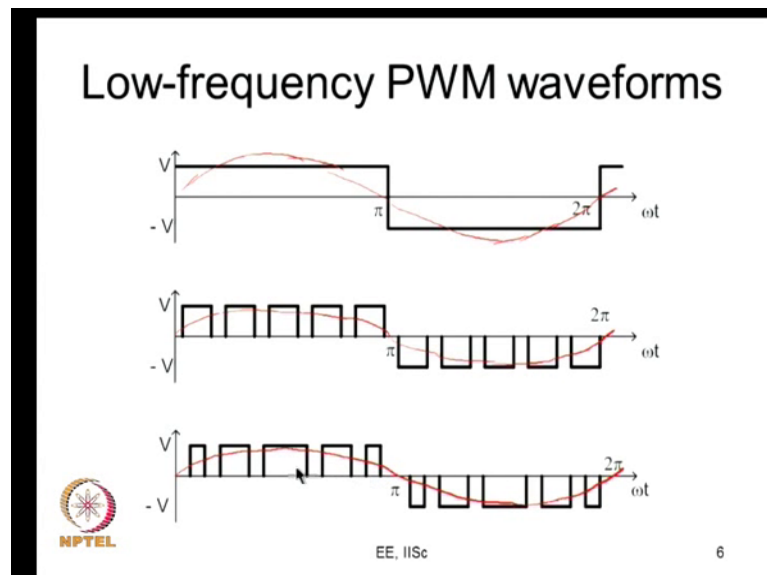 Low-frequency PWM waveforms
V
π
2π
ωt
- V
V
2π
π
ωt
- V
V
2π
π
ωt
- V
NPTEL
EE, IISc
6